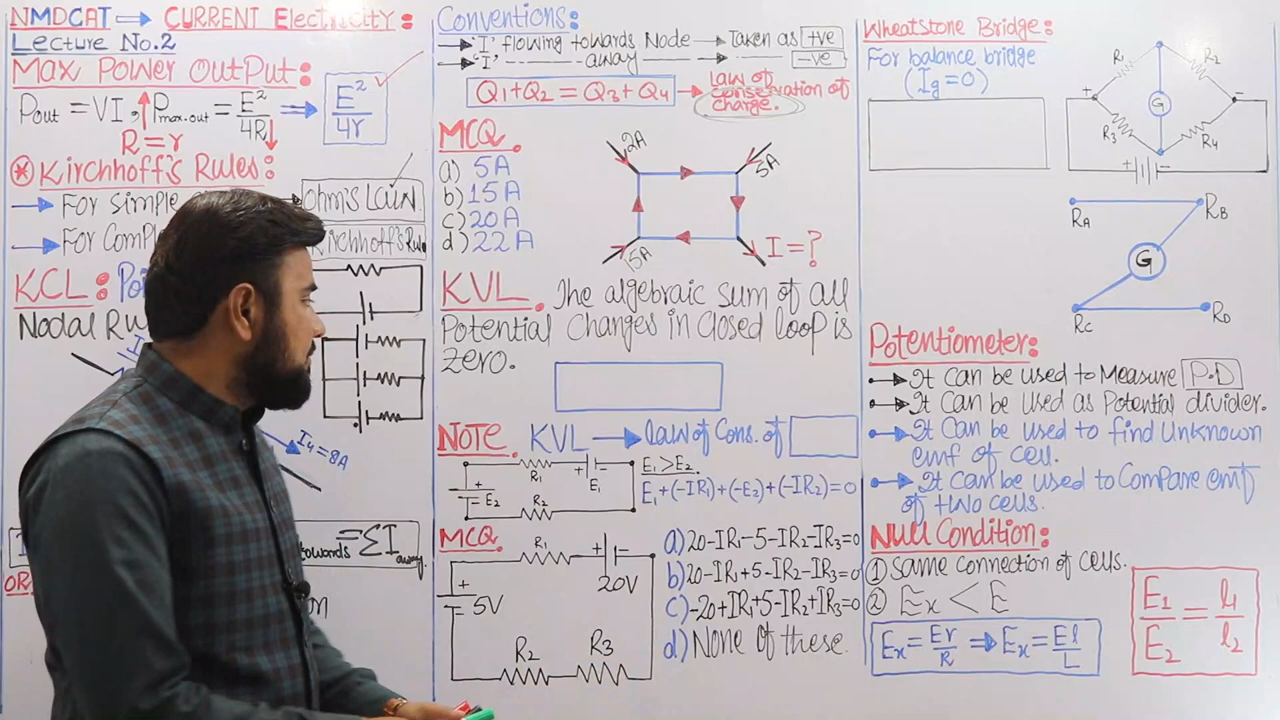 NMDCAT ⇒ CURRENT ElectRicity:
Lecture No.2
Max Power OutPut:
Pout = VI, ↑Pmax.out = E²/4R↓ ⇒ E²/4r
R = r
Kirchhoff's Rules:
→ For Simple → Ohm's Law
→ For Compl Kirchhoff's Rule
KCL:
Nodal Ru
I₄=8A
towards = ΣI away
OR
Conventions:
→ 'I' flowing towards Node → Taken as +ve
→ 'I' ------- away ------- -ve
Q1+Q2 = Q3+Q4 → law of conservation of charge.
MCQ
a) 5A
b) 15A
c) 20A
d) 22A
2A
5A
15A
I = ?
KVL. The algebraic sum of all
Potential Changes in Closed loop is
zero.
NOTE. KVL → law of Cons. of
R1
E1
E2
R2
E₁>E₂.
E₁+(-IR₁)+(-E₂)+(-IR₂)=0
MCQ.
R1
+ -
20V
+
5V
R2
R3
a) 20-IR₁-5-IR₂-IR₃=0
b) 20-IR₁+5-IR₂-IR₃=0
c) -20+IR₁+5-IR₂+IR₃=0
d) None of these.
Wheatstone Bridge:
For balance bridge
(Ig=0)
R1
R2
+
G
-
R3
R4
+ -
RA
RB
G
RC
RD
Potentiometer:
→ It can be used to Measure P.D
→ It Can be used as Potential divider.
→ It Can be used to find Unknown
emf of cell.
→ It can be used to Compare emf
of two cells.
Null Condition:
① Same Connection of cells.
② Ex < E
Ex = Er/R ⇒ Ex = El/L
E₁/E₂ = l₁/l₂